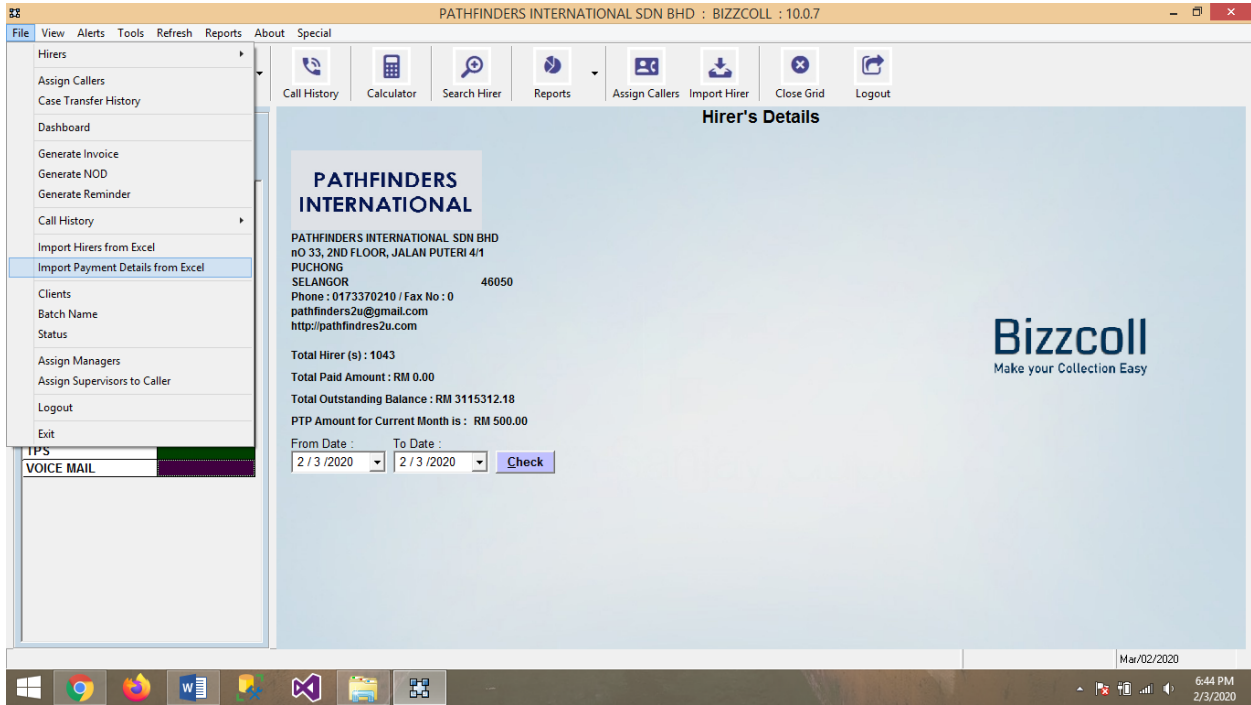 PATHFINDERS INTERNATIONAL SDN BHD : BIZZCOLL : 10.0.7
File View Alerts Tools Refresh Reports About Special
Hirers
Assign Callers
Case Transfer History
Dashboard
Generate Invoice
Generate NOD
Generate Reminder
Call History
Import Hirers from Excel
Import Payment Details from Excel
Clients
Batch Name
Status
Assign Managers
Assign Supervisors to Caller
Logout
Exit
TPS
VOICE MAIL
Call History Calculator Search Hirer Reports Assign Callers Import Hirer Close Grid Logout
Hirer's Details
PATHFINDERS
INTERNATIONAL
PATHFINDERS INTERNATIONAL SDN BHD
nO 33, 2ND FLOOR, JALAN PUTERI 4/1
PUCHONG
SELANGOR 46050
Phone : 0173370210 / Fax No : 0
pathfinders2u@gmail.com
http://pathfindres2u.com
Total Hirer (s) : 1043
Total Paid Amount : RM 0.00
Total Outstanding Balance : RM 3115312.18
PTP Amount for Current Month is : RM 500.00
From Date : To Date :
2 / 3 /2020 2 / 3 /2020 Check
Bizzcoll
Make your Collection Easy
Mar/02/2020
6:44 PM
2/3/2020